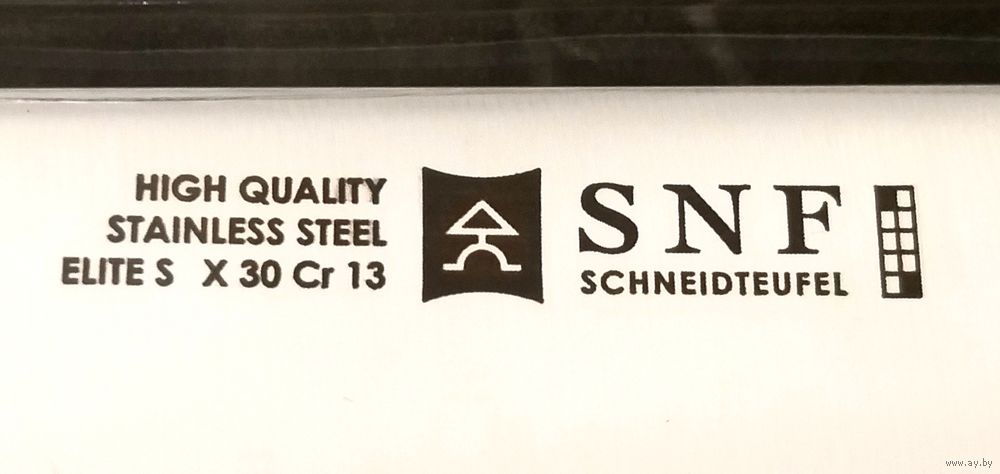 HIGH QUALITY
STAINLESS STEEL
ELITE S X 30 Cr 13
SNF
SCHNEIDTEUFEL
www.ay.by